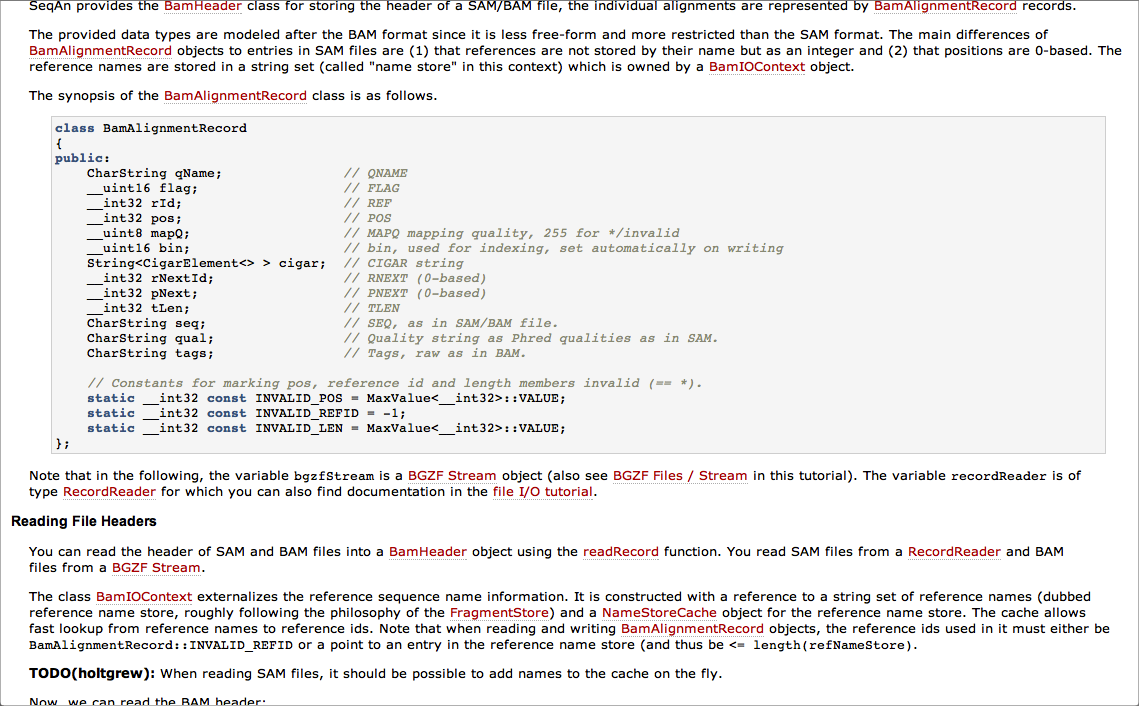 SeqAn provides the BamHeader class for storing the header of a SAM/BAM file, the individual alignments are represented by BamAlignmentRecord records.
The provided data types are modeled after the BAM format since it is less free-form and more restricted than the SAM format. The main differences of
BamAlignmentRecord objects to entries in SAM files are (1) that references are not stored by their name but as an integer and (2) that positions are 0-based. The
reference names are stored in a string set (called "name store" in this context) which is owned by a BamIOContext object.
The synopsis of the BamAlignmentRecord class is as follows.
class BamAlignmentRecord
{
public:
    CharString qName;               // QNAME
    __uint16 flag;                  // FLAG
    __int32 rId;                    // REF
    __int32 pos;                    // POS
    __uint8 mapQ;                   // MAPQ mapping quality, 255 for */invalid
    __uint16 bin;                   // bin, used for indexing, set automatically on writing
    String<CigarElement<> > cigar;  // CIGAR string
    __int32 rNextId;                // RNEXT (0-based)
    __int32 pNext;                  // PNEXT (0-based)
    __int32 tLen;                   // TLEN
    CharString seq;                 // SEQ, as in SAM/BAM file.
    CharString qual;                // Quality string as Phred qualities as in SAM.
    CharString tags;                // Tags, raw as in BAM.
    // Constants for marking pos, reference id and length members invalid (== *).
    static __int32 const INVALID_POS = MaxValue<__int32>::VALUE;
    static __int32 const INVALID_REFID = -1;
    static __int32 const INVALID_LEN = MaxValue<__int32>::VALUE;
};
Note that in the following, the variable bgzfStream is a BGZF Stream object (also see BGZF Files / Stream in this tutorial). The variable recordReader is of
type RecordReader for which you can also find documentation in the file I/O tutorial.
Reading File Headers
You can read the header of SAM and BAM files into a BamHeader object using the readRecord function. You read SAM files from a RecordReader and BAM
files from a BGZF Stream.
The class BamIOContext externalizes the reference sequence name information. It is constructed with a reference to a string set of reference names (dubbed
reference name store, roughly following the philosophy of the FragmentStore) and a NameStoreCache object for the reference name store. The cache allows
fast lookup from reference names to reference ids. Note that when reading and writing BamAlignmentRecord objects, the reference ids used in it must either be
BamAlignmentRecord::INVALID_REFID or a point to an entry in the reference name store (and thus be <= length(refNameStore).
TODO(holtgrew): When reading SAM files, it should be possible to add names to the cache on the fly.
Now, we can read the BAM header: